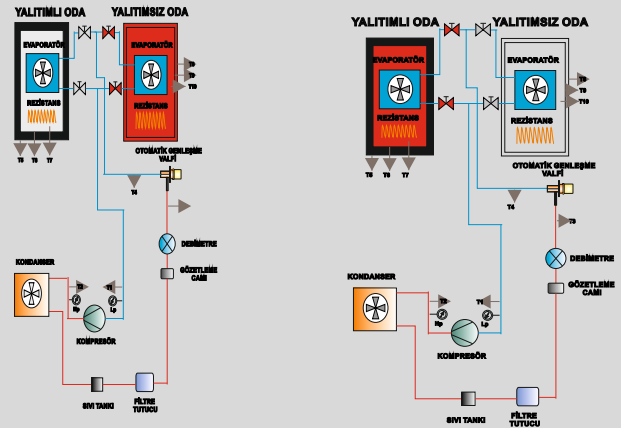 YALITIMLI ODA
YALITIMSIZ ODA
EVAPORATÖR
EVAPORATÖR
REZİSTANS
REZİSTANS
T10
T5
T6
T7
OTOMATİK GENLEŞME
VALFİ
T4
DEBİMETRE
GÖZETLEME
CAMI
KONDANSER
T2
T1
Hp
Lp
KOMPRESÖR
SIVI TANKI
FİLTRE
TUTUCU
YALITIMLI ODA
YALITIMSIZ ODA
EVAPORATÖR
EVAPORATÖR
REZİSTANS
REZİSTANS
T8
T9
T10
T5
T6
T7
OTOMATİK GENLEŞME
VALFİ
T4
T3
DEBİMETRE
GÖZETLEME
CAMI
KONDANSER
T2
T1
Hp
Lp
KOMPRESÖR
SIVI TANKI
FİLTRE
TUTUCU